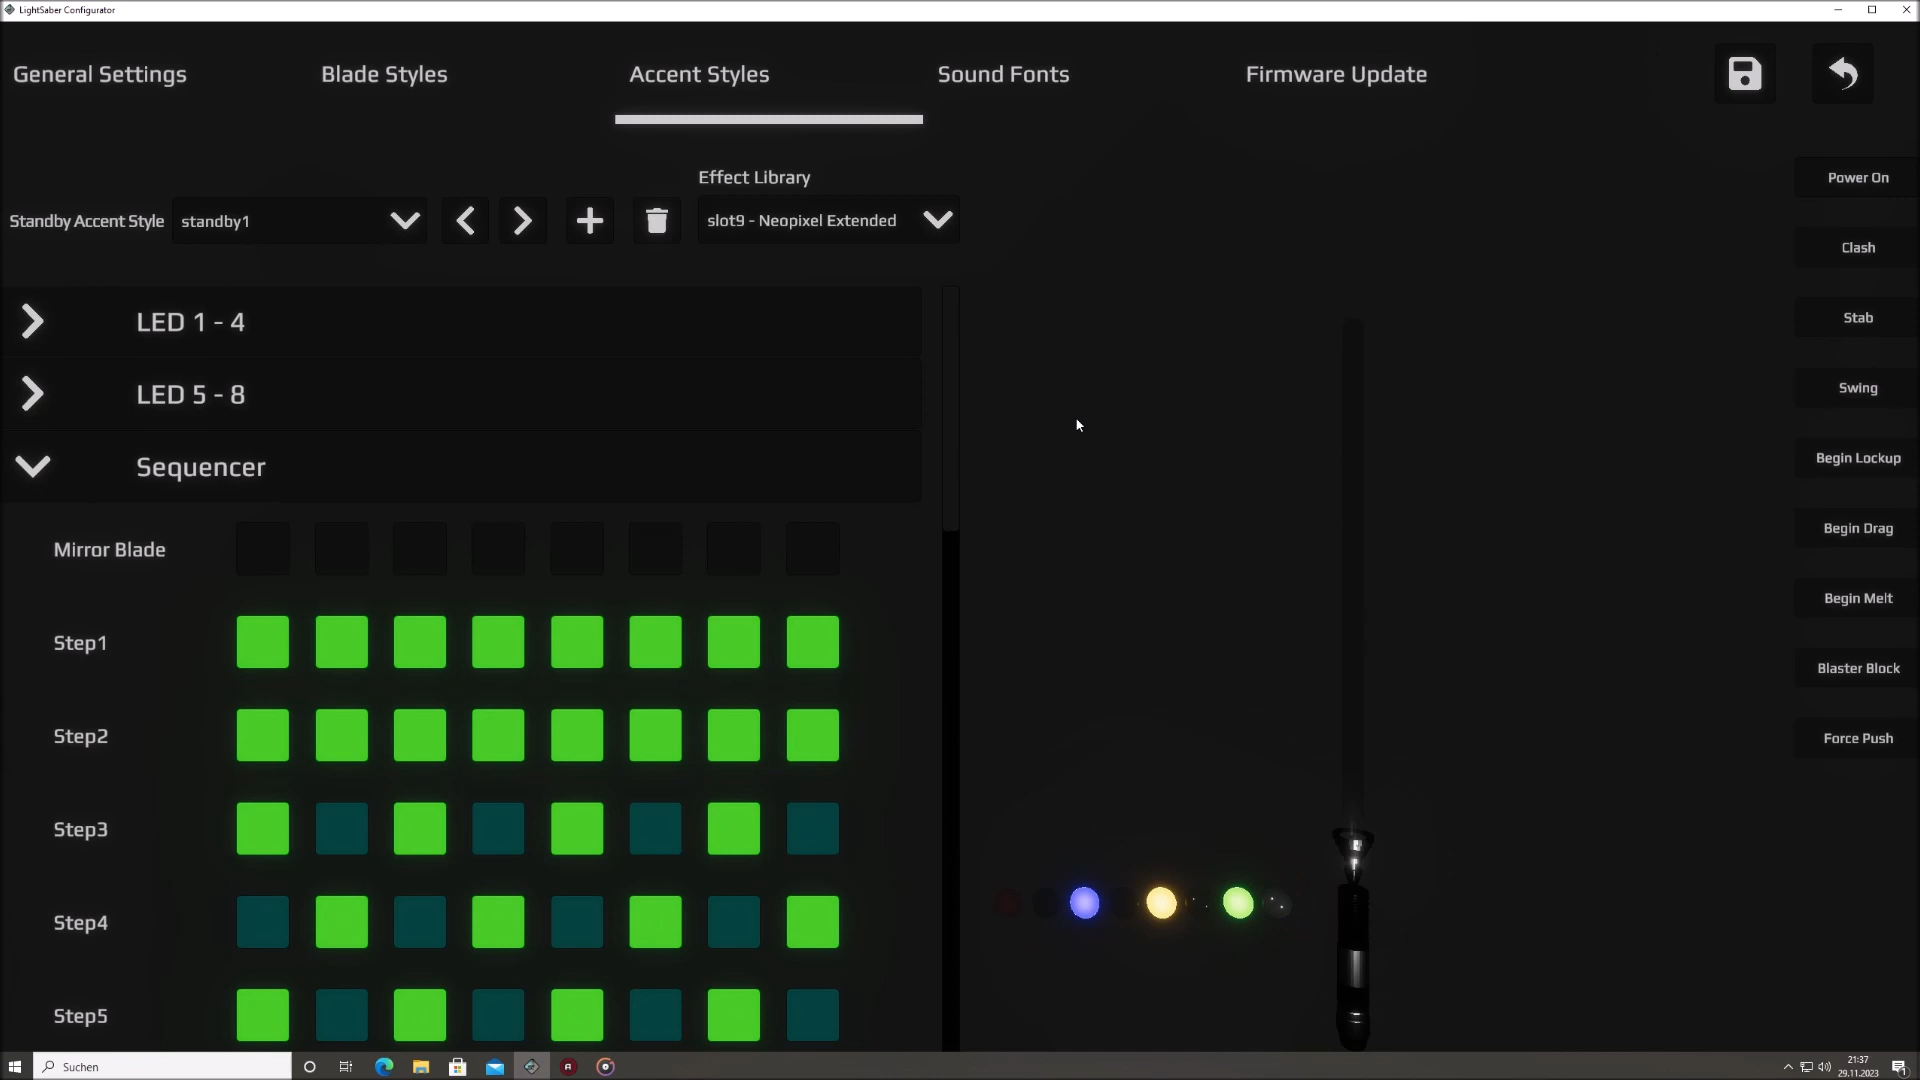 LightSaber Configurator
General Settings
Blade Styles
Accent Styles
Sound Fonts
Firmware Update
Effect Library
Standby Accent Style
standby1
slot9 - Neopixel Extended
Power On
Clash
Stab
Swing
Begin Lockup
Begin Drag
Begin Melt
Blaster Block
Force Push
LED 1 - 4
LED 5 - 8
Sequencer
Mirror Blade
Step1
Step2
Step3
Step4
Step5
Suchen
21:37
29.11.2023
1